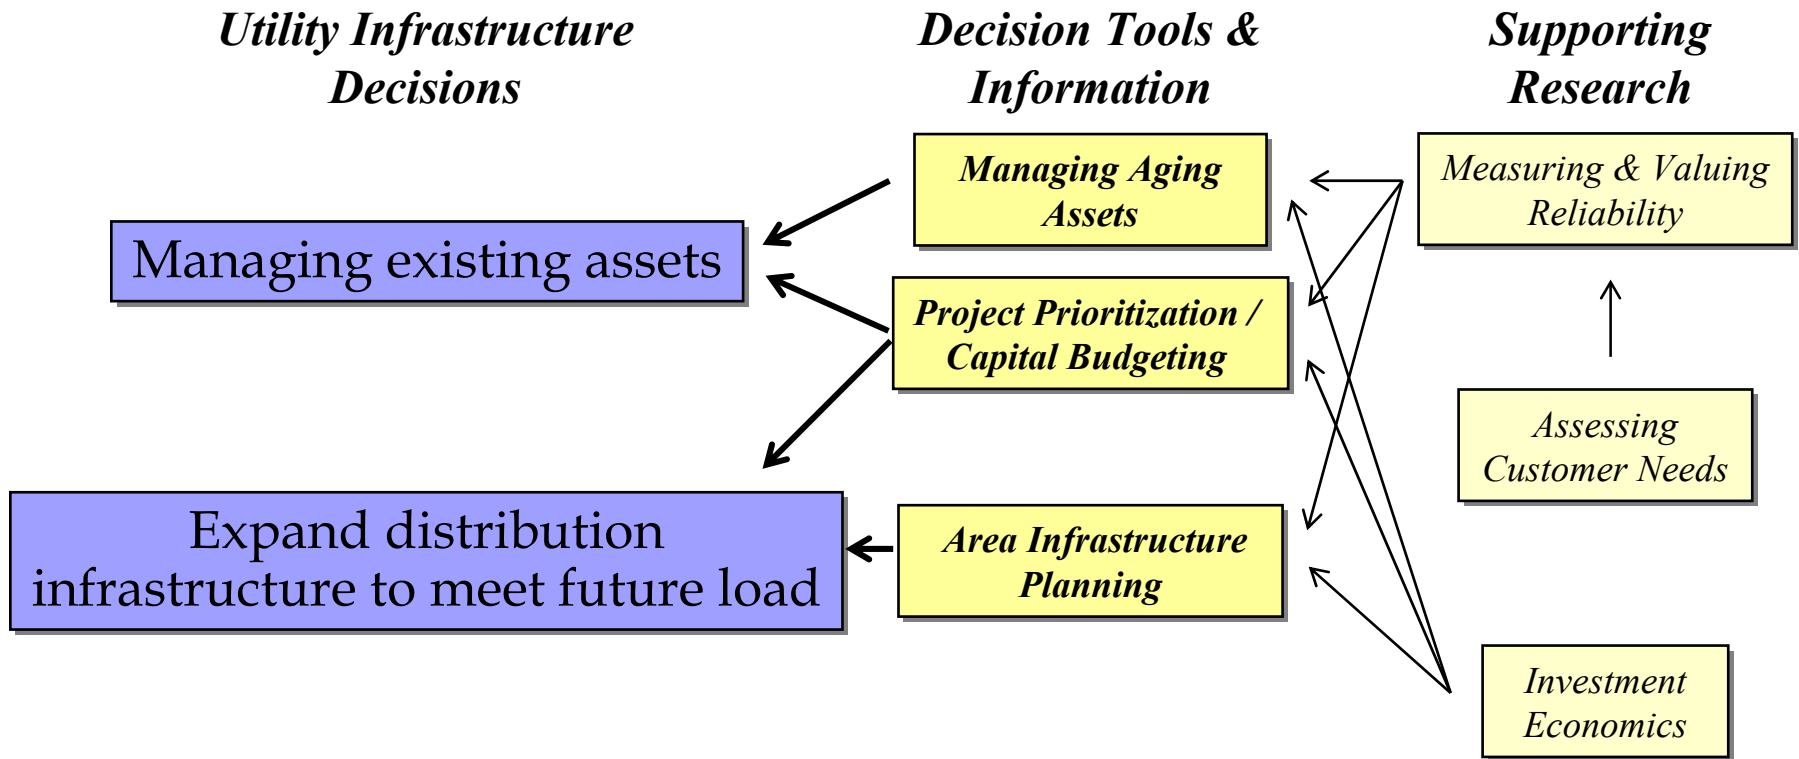 Utility Infrastructure
Decisions
Decision Tools &
Information
Supporting
Research
Managing existing assets
Expand distribution
infrastructure to meet future load
Managing Aging
Assets
Project Prioritization /
Capital Budgeting
Area Infrastructure
Planning
Measuring & Valuing
Reliability
Assessing
Customer Needs
Investment
Economics